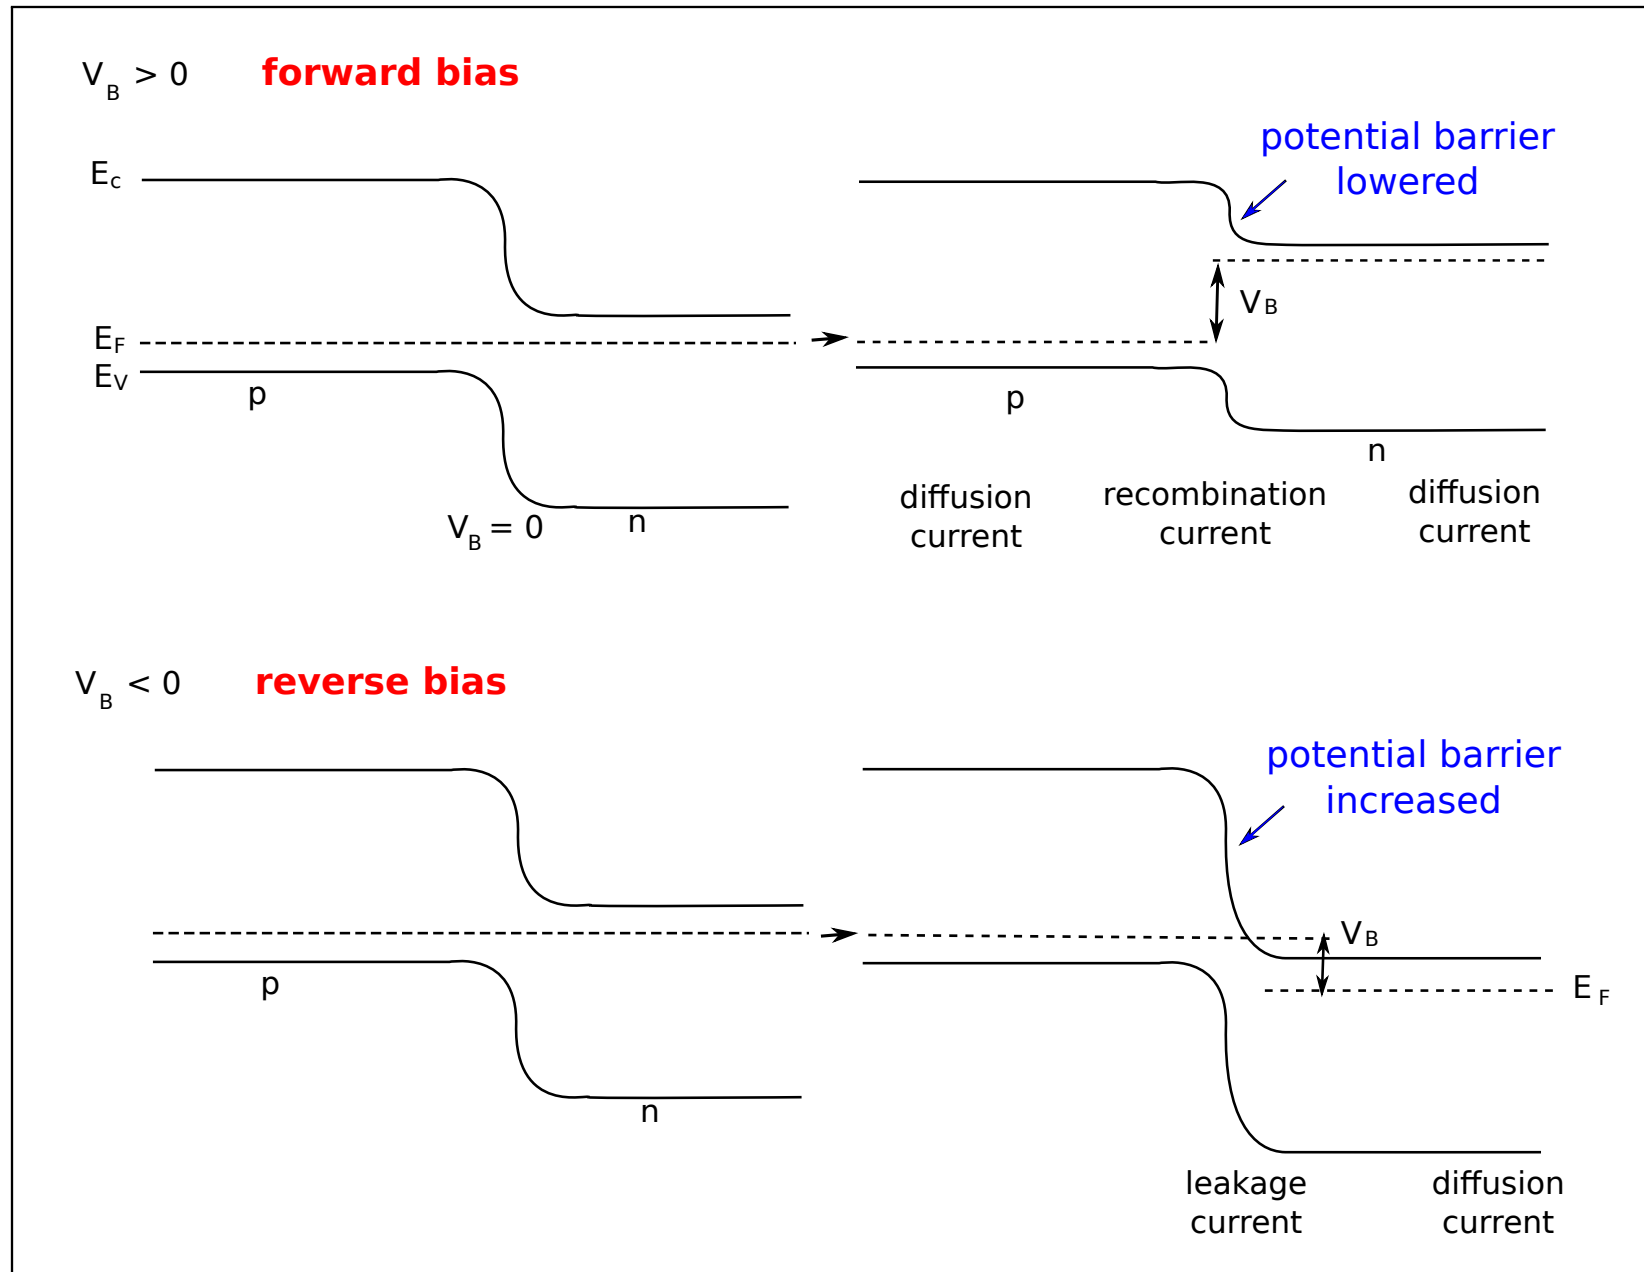 V_B > 0 forward bias
potential barrier
lowered
E_c
V_B
E_F
E_V
p
p
n
diffusion
current
recombination
current
diffusion
current
V_B = 0
n
V_B < 0 reverse bias
potential barrier
increased
V_B
E_F
p
n
leakage
current
diffusion
current